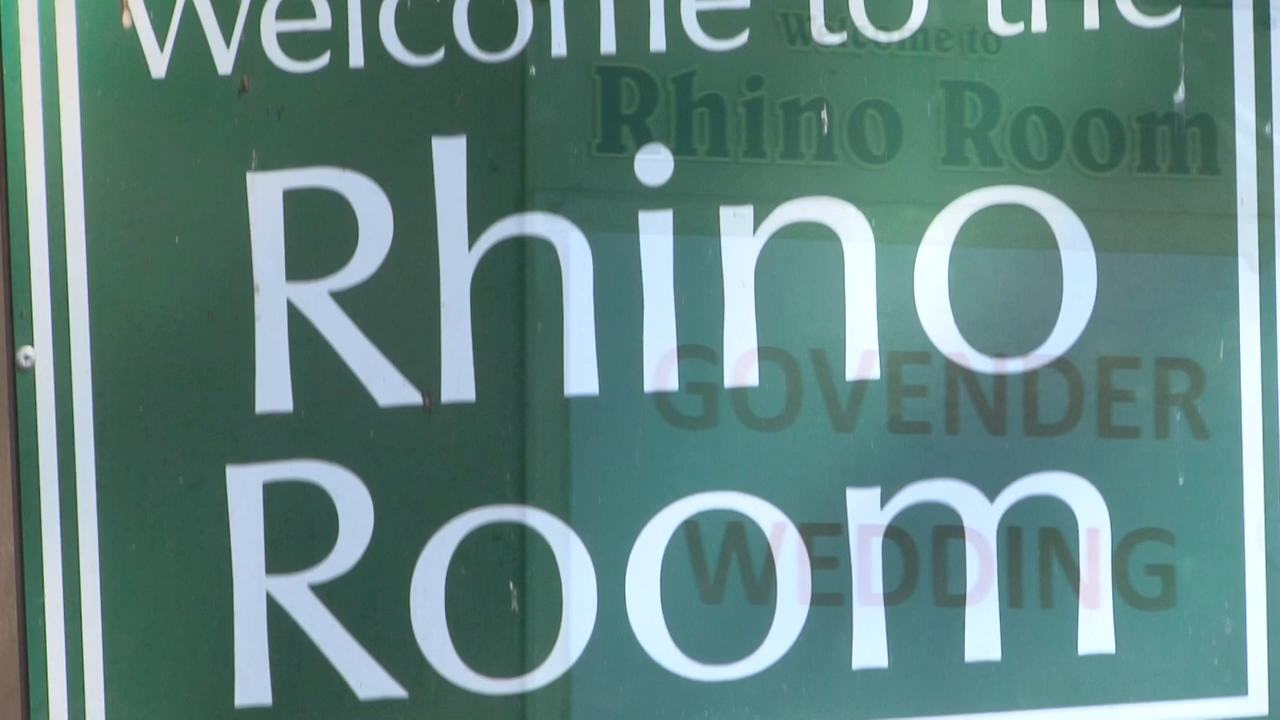 Welcome to the
Rhino
Room
Welcome to
Rhino Room
GOVENDER
WEDDING